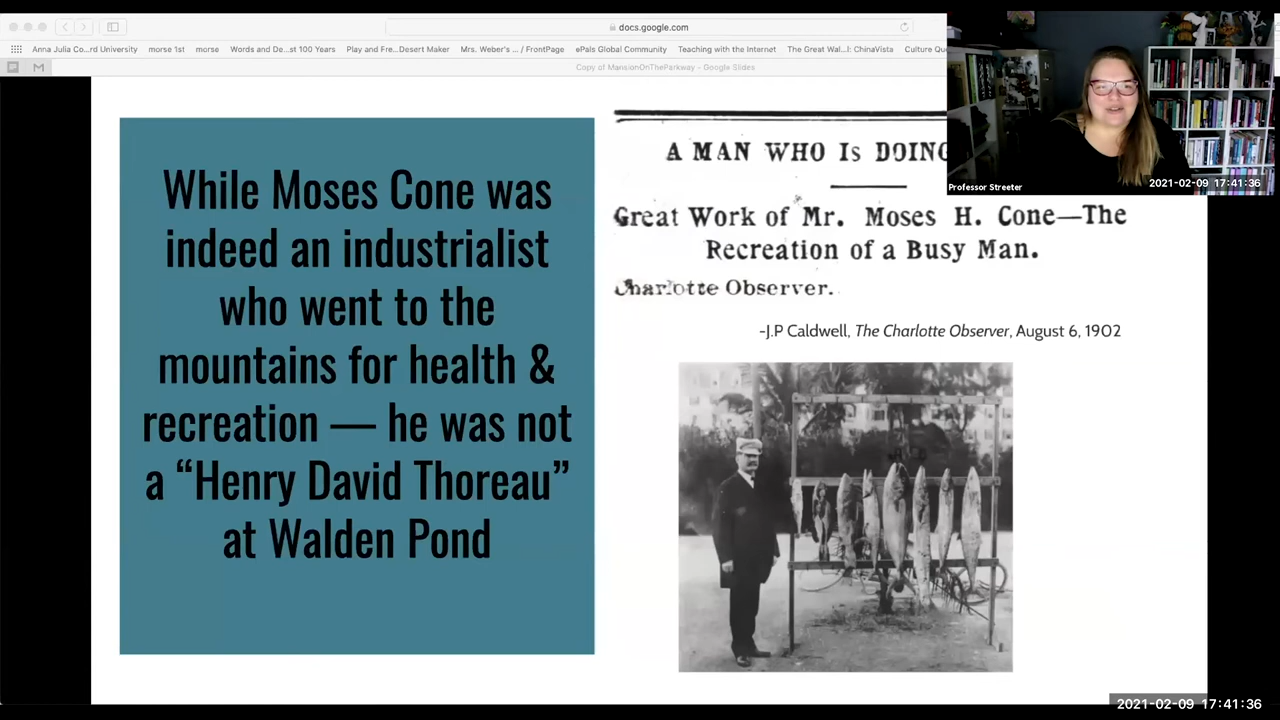 docs.google.com
Anna Julia Co...rd University morse 1st morse Words and De...st 100 Years Play and Fre...Desert Maker Mrs. Weber's ... / FrontPage ePals Global Community Teaching with the Internet The Great Wal...l: ChinaVista Culture Que
Copy of MansionOnTheParkway – Google Slides
While Moses Cone was
indeed an industrialist
who went to the
mountains for health &
recreation — he was not
a “Henry David Thoreau”
at Walden Pond
A MAN WHO IS DOING
Great Work of Mr. Moses H. Cone—The
Recreation of a Busy Man.
Charlotte Observer.
-J.P Caldwell, The Charlotte Observer, August 6, 1902
Professor Streeter
2021-02-09 17:41:36
2021-02-09 17:41:36